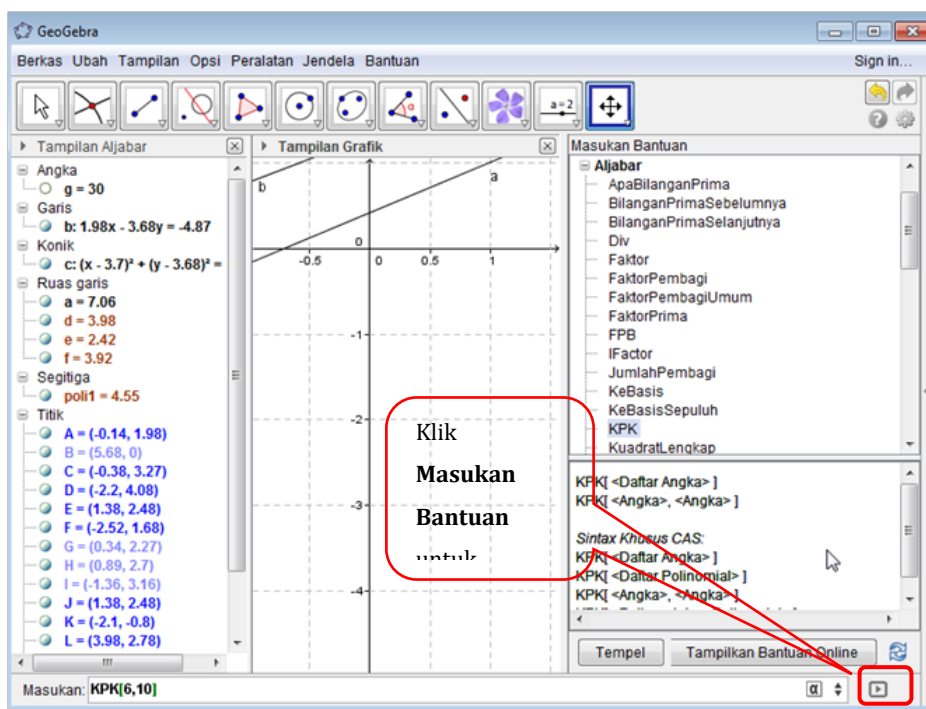 GeoGebra
Berkas Ubah Tampilan Opsi Peralatan Jendela Bantuan
Sign in...
a = 2
Tampilan Aljabar
Angka
g = 30
Garis
b: 1.98x - 3.68y = -4.87
Konik
c: (x - 3.7)² + (y - 3.68)² =
Ruas garis
a = 7.06
d = 3.98
e = 2.42
f = 3.92
Segitiga
poli1 = 4.55
Titik
A = (-0.14, 1.98)
B = (5.68, 0)
C = (-0.38, 3.27)
D = (-2.2, 4.08)
E = (1.38, 2.48)
F = (-2.52, 1.68)
G = (0.34, 2.27)
H = (0.89, 2.7)
I = (-1.36, 3.16)
J = (1.38, 2.48)
K = (-2.1, -0.8)
L = (3.98, 2.78)
Tampilan Grafik
b
a
0
-0.5 0 0.5 1
-1
-2
-3
-4
Klik
Masukan
Bantuan
untuk
Masukan Bantuan
Aljabar
ApaBilanganPrima
BilanganPrimaSebelumnya
BilanganPrimaSelanjutnya
Div
Faktor
FaktorPembagi
FaktorPembagiUmum
FaktorPrima
FPB
IFactor
JumlahPembagi
KeBasis
KeBasisSepuluh
KPK
KuadratLengkap
KPK[ <Daftar Angka> ]
KPK[ <Angka>, <Angka> ]
Sintax Khusus CAS:
KPK[ <Daftar Angka> ]
KPK[ <Daftar Polinomial> ]
KPK[ <Angka>, <Angka> ]
Tempel
Tampilkan Bantuan Online
Masukan: KPK[6,10]
α